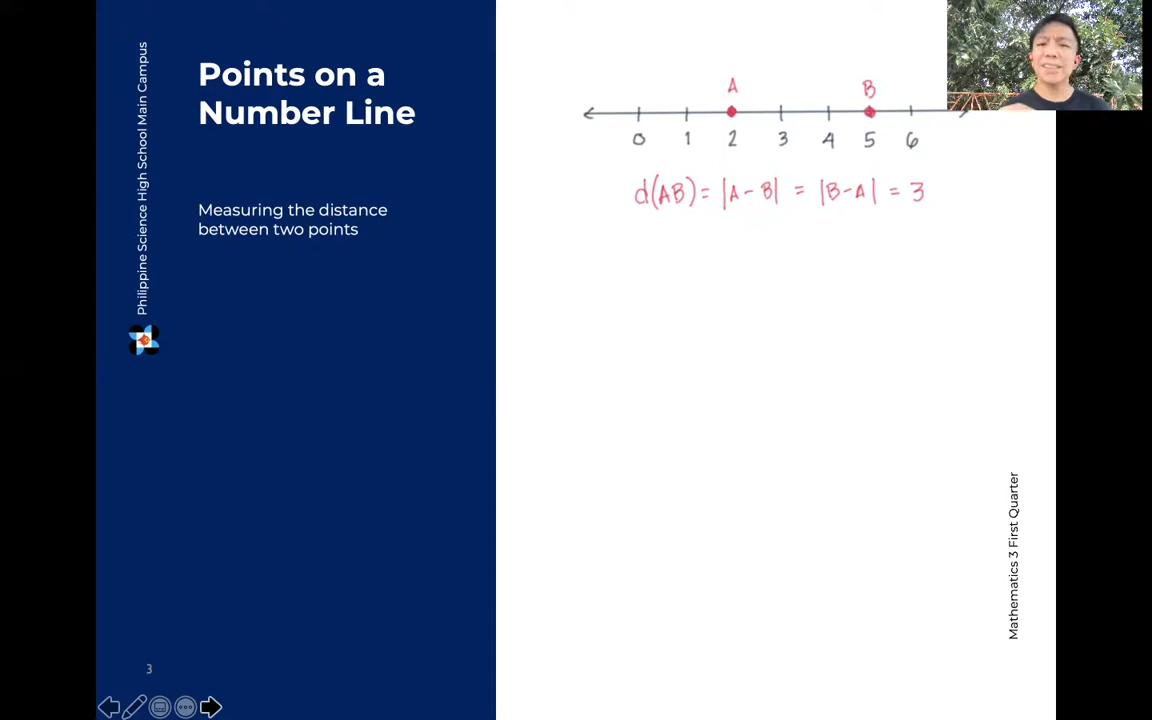 Philippine Science High School Main Campus
Points on a
Number Line
Measuring the distance
between two points
A B
0 1 2 3 4 5 6
d(AB) = |A - B| = |B - A| = 3
Mathematics 3 First Quarter
3